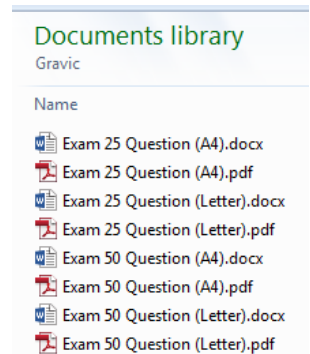 Documents library
Gravic
Name
Exam 25 Question (A4).docx
Exam 25 Question (A4).pdf
Exam 25 Question (Letter).docx
Exam 25 Question (Letter).pdf
Exam 50 Question (A4).docx
Exam 50 Question (A4).pdf
Exam 50 Question (Letter).docx
Exam 50 Question (Letter).pdf